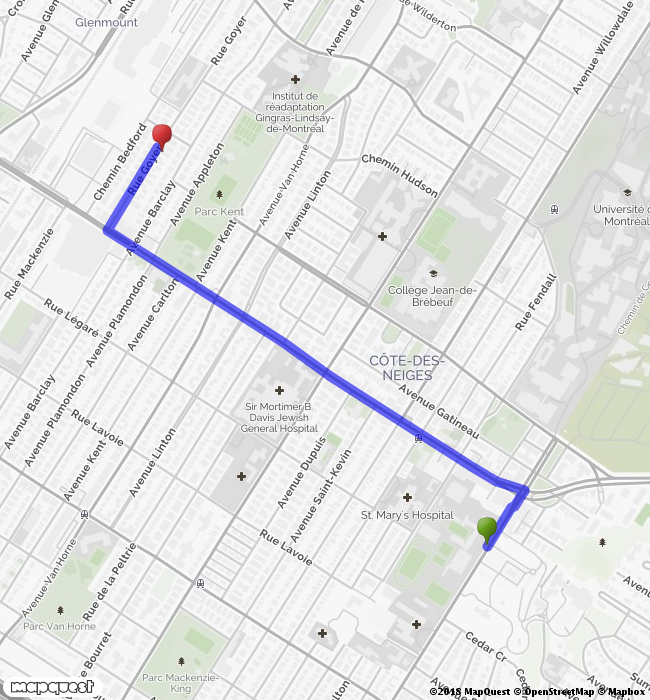 Glenmount
Avenue Glen
Rue Goyer
Avenue de
de Wilderton
Avenue Willowdale
Institut de
réadaptation
Gingras-Lindsay-
de-Montréal
Chemin Bedford
Rue Goyer
Avenue Barclay
Avenue Appleton
Avenue-Van-Horne
Avenue Linton
Chemin Hudson
Parc Kent
Avenue Kent
Université de
Montréal
Rue Mackenzie
Collège Jean-de-
Brébeuf
Rue Fendall
Chemin de
Rue Légaré
Avenue Plamondon
Avenue Carlton
CÔTE-DES-
NEIGES
Avenue Gatineau
Avenue Barclay
Avenue Plamondon
Rue Lavoie
Sir Mortimer B.
Davis Jewish
General Hospital
Avenue Kent
Avenue Linton
Avenue Dupuis
Avenue Saint-Kevin
St. Mary's Hospital
Rue Lavoie
Avenue-Van Horne
Rue de la Peltrie
Avenue
Parc Van Horne
Rue Bourret
Cedar Cr
Parc Mackenzie-
King
Avenue
mapquest
©2018 MapQuest © OpenStreetMap © Mapbox